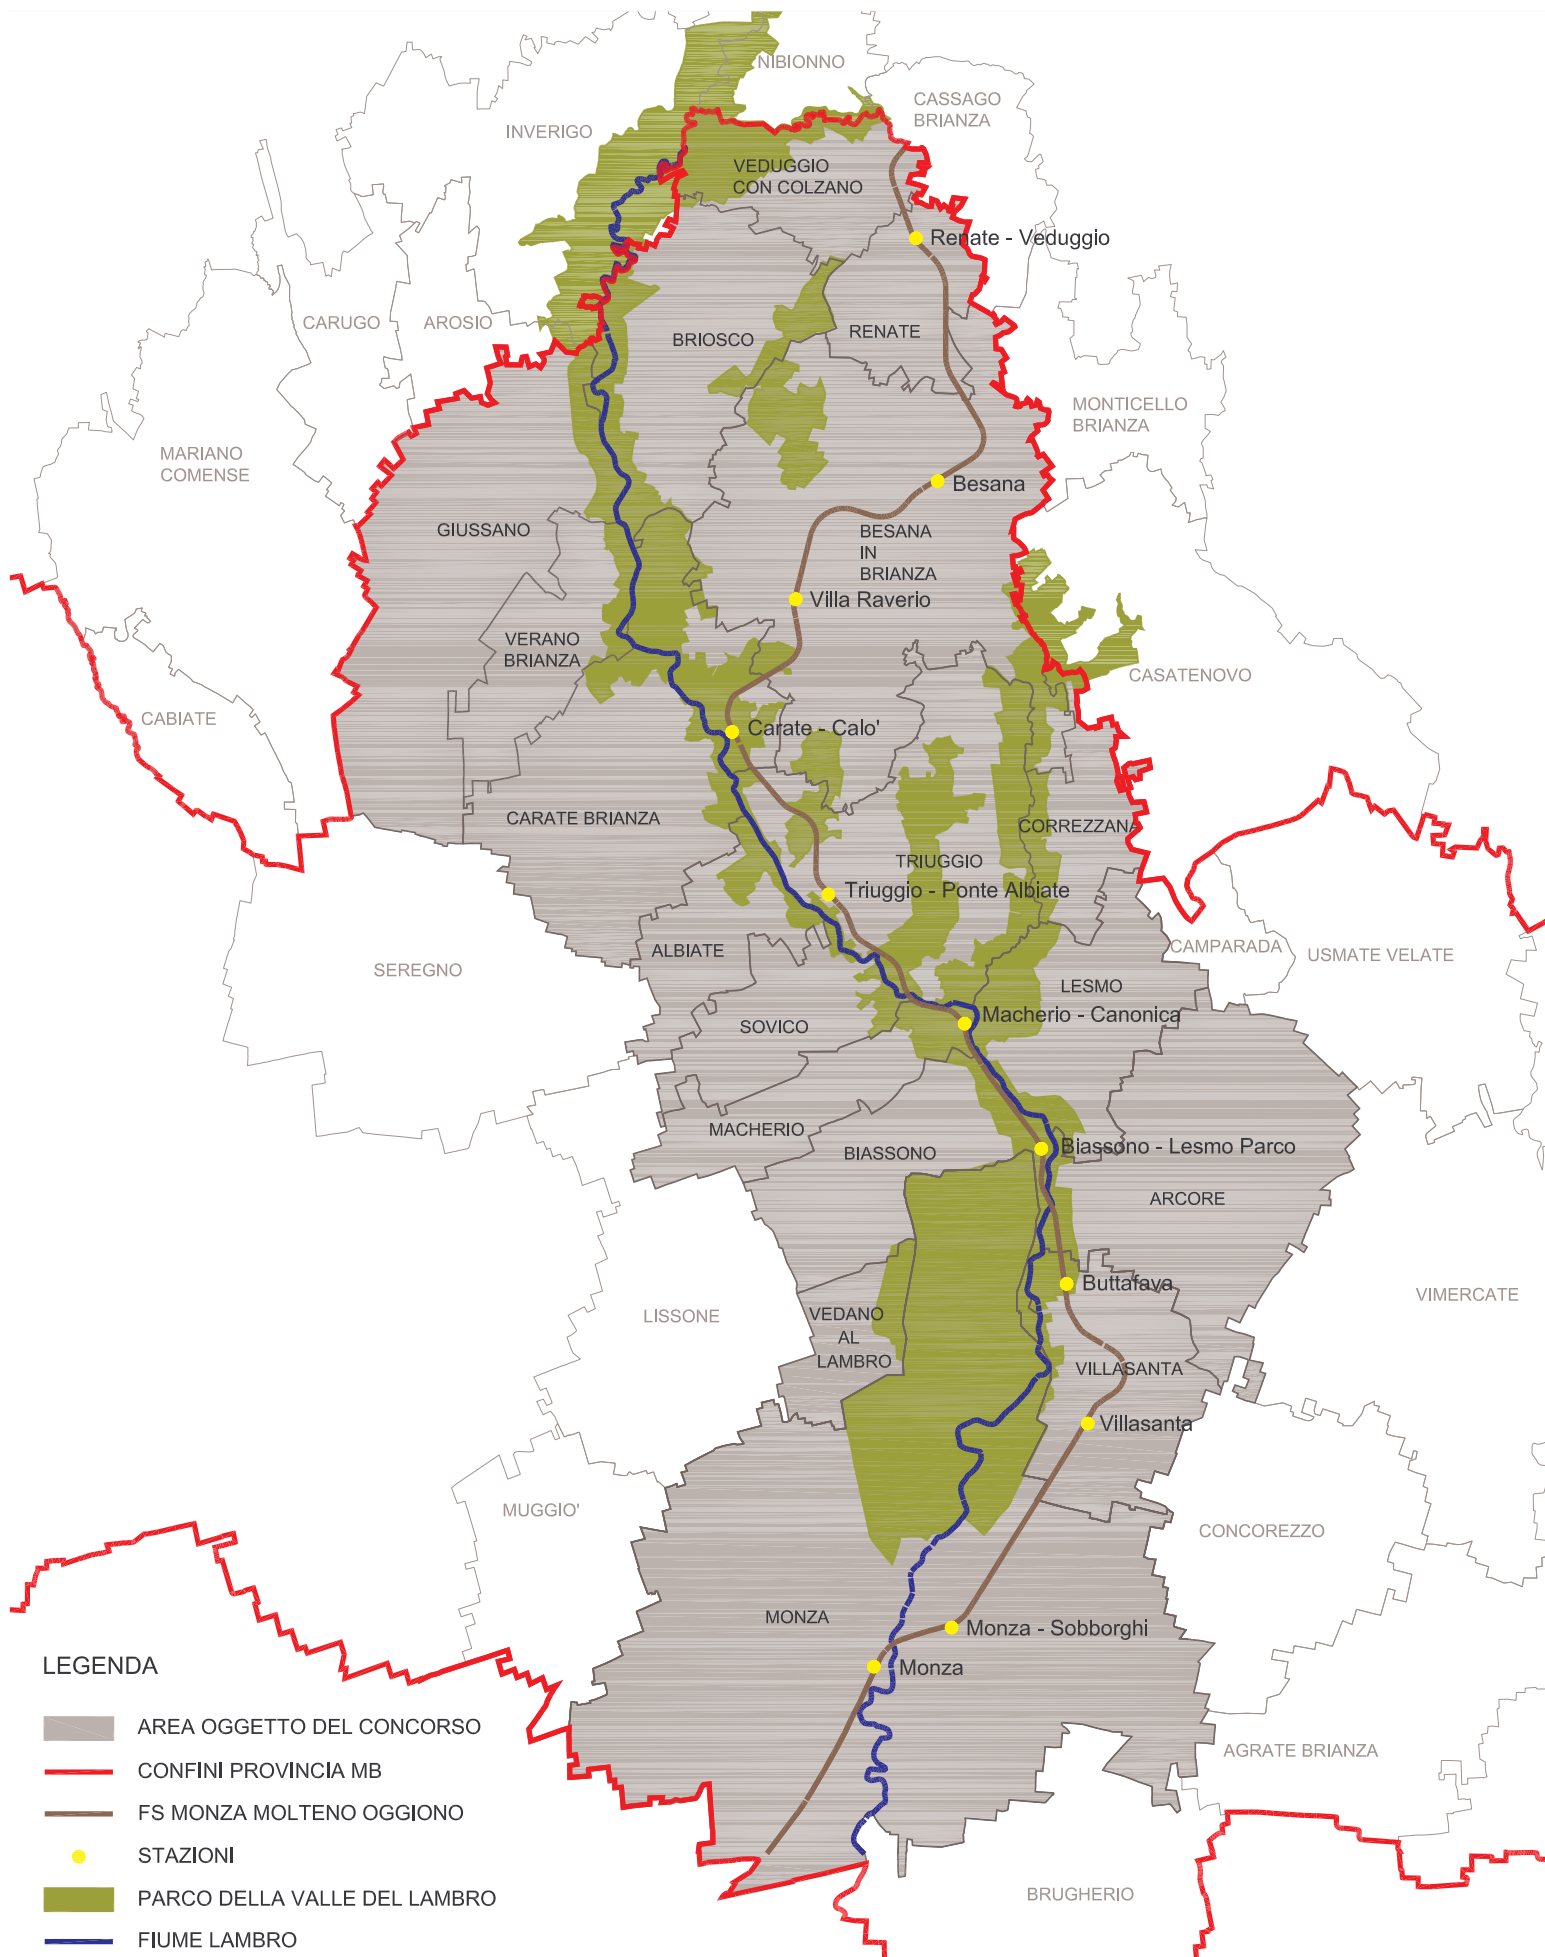 NIBIONNO
CASSAGO
BRIANZA
INVERIGO
VEDUGGIO
CON COLZANO
Renate - Veduggio
CARUGO
AROSIO
BRIOSCO
RENATE
MONTICELLO
BRIANZA
MARIANO
COMENSE
Besana
GIUSSANO
BESANA
IN
BRIANZA
Villa Raverio
VERANO
BRIANZA
CASATENOVO
CABIATE
Carate - Calo'
CARATE BRIANZA
CORREZZANA
TRIUGGIO
Triuggio - Ponte Albiate
ALBIATE
CAMPARADA
USMATE VELATE
SEREGNO
LESMO
Macherio - Canonica
SOVICO
MACHERIO
BIASSONO
Biassono - Lesmo Parco
ARCORE
Buttafava
VIMERCATE
LISSONE
VEDANO
AL
LAMBRO
VILLASANTA
Villasanta
MUGGIO'
CONCOREZZO
MONZA
Monza - Sobborghi
Monza
AGRATE BRIANZA
BRUGHERIO
LEGENDA
AREA OGGETTO DEL CONCORSO
CONFINI PROVINCIA MB
FS MONZA MOLTENO OGGIONO
STAZIONI
PARCO DELLA VALLE DEL LAMBRO
FIUME LAMBRO